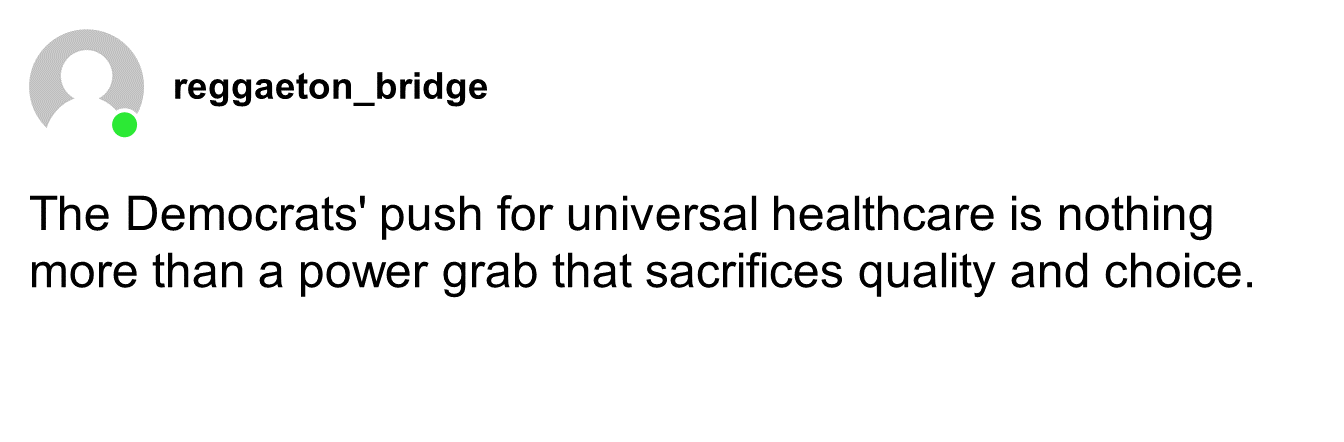 reggaeton_bridge
The Democrats' push for universal healthcare is nothing
more than a power grab that sacrifices quality and choice.